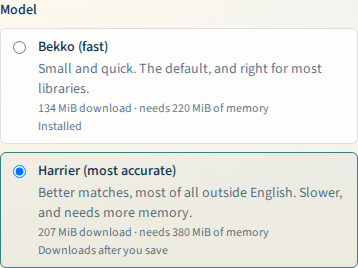 Model
Bekko (fast)
Small and quick. The default, and right for most
libraries.
134 MiB download · needs 220 MiB of memory
Installed
Harrier (most accurate)
Better matches, most of all outside English. Slower,
and needs more memory.
207 MiB download · needs 380 MiB of memory
Downloads after you save